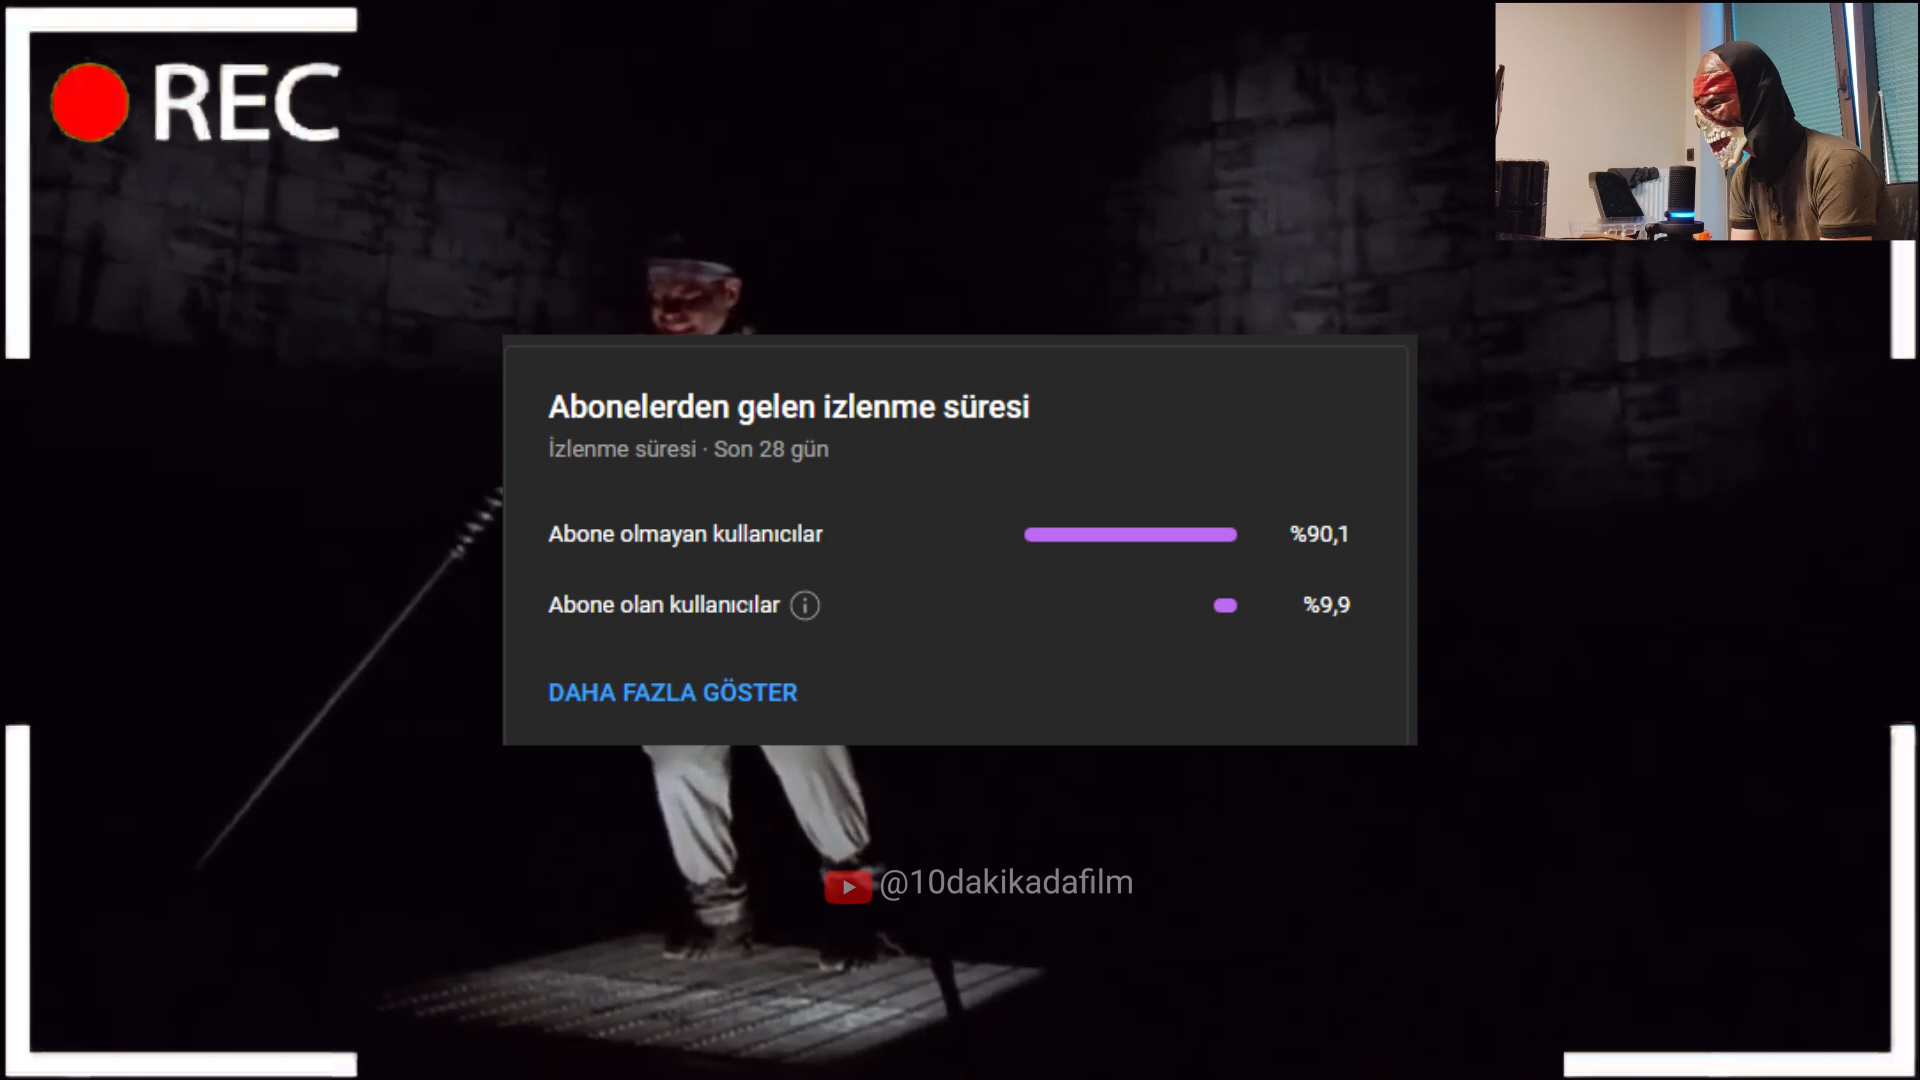 REC
Abonelerden gelen izlenme süresi
İzlenme süresi · Son 28 gün
Abone olmayan kullanıcılar %90,1
Abone olan kullanıcılar %9,9
DAHA FAZLA GÖSTER
@10dakikadafilm